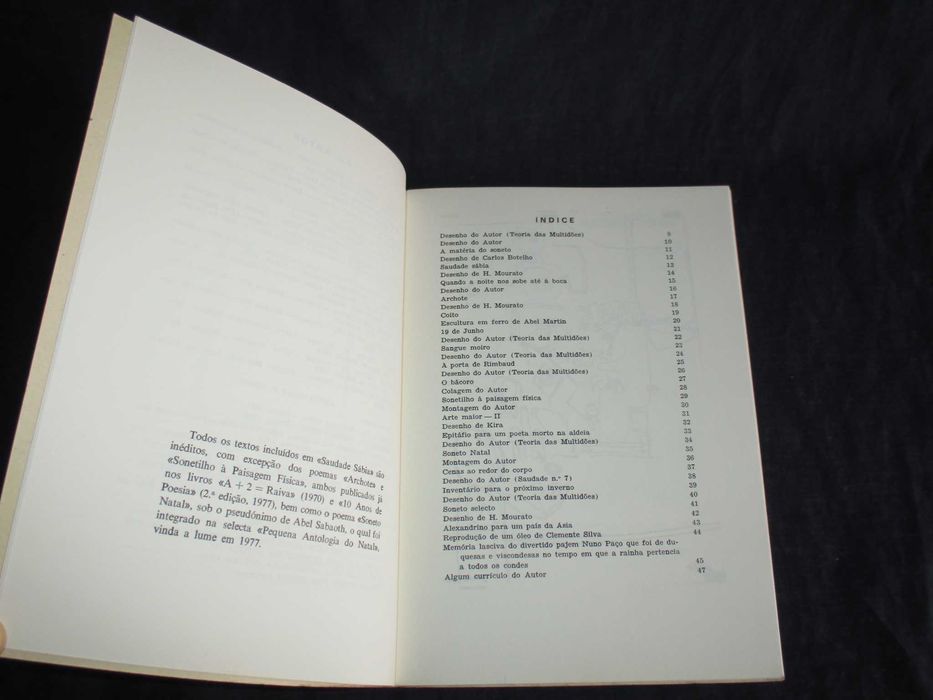 Todos os textos incluídos em «Saudade Sábia» são
inéditos, com excepção dos poemas «Archote» e
«Sonetilho à Paisagem Física», ambos publicados já
nos livros «A + 2 = Raiva» (1970) e «10 Anos de
Poesia» (2.ª edição, 1977), bem como o poema «Soneto
Natal», sob o pseudónimo de Abel Sabaoth, o qual foi
integrado na selecta «Pequena Antologia do Natal»,
vinda a lume em 1977.
ÍNDICE
Desenho do Autor (Teoria das Multidões) 9
Desenho do Autor 10
A matéria do soneto 11
Desenho de Carlos Botelho 12
Saudade sábia 13
Desenho de H. Mourato 14
Quando a noite nos sobe até à boca 15
Desenho do Autor 16
Archote 17
Desenho de H. Mourato 18
Coito 19
Escultura em ferro de Abel Martin 20
19 de Junho 21
Desenho do Autor (Teoria das Multidões) 22
Sangue moiro 23
Desenho do Autor (Teoria das Multidões) 24
A porta de Rimbaud 25
Desenho do Autor (Teoria das Multidões) 26
O bácoro 27
Colagem do Autor 28
Sonetilho à paisagem física 29
Montagem do Autor 30
Arte maior — II 31
Desenho de Kira 32
Epitáfio para um poeta morto na aldeia 33
Desenho do Autor (Teoria das Multidões) 34
Soneto Natal 35
Montagem do Autor 36
Cenas ao redor do corpo 37
Desenho do Autor (Saudade n.º 7) 38
Inventário para o próximo inverno 39
Desenho do Autor (Teoria das Multidões) 40
Soneto selecto 41
Desenho de H. Mourato 42
Alexandrino para um país da Ásia 43
Reprodução de um óleo de Clemente Silva 44
Memória lasciva do divertido pajem Nuno Paço que foi de du-
quesas e viscondessas no tempo em que a rainha pertencia
a todos os condes 45
Algum currículo do Autor 47